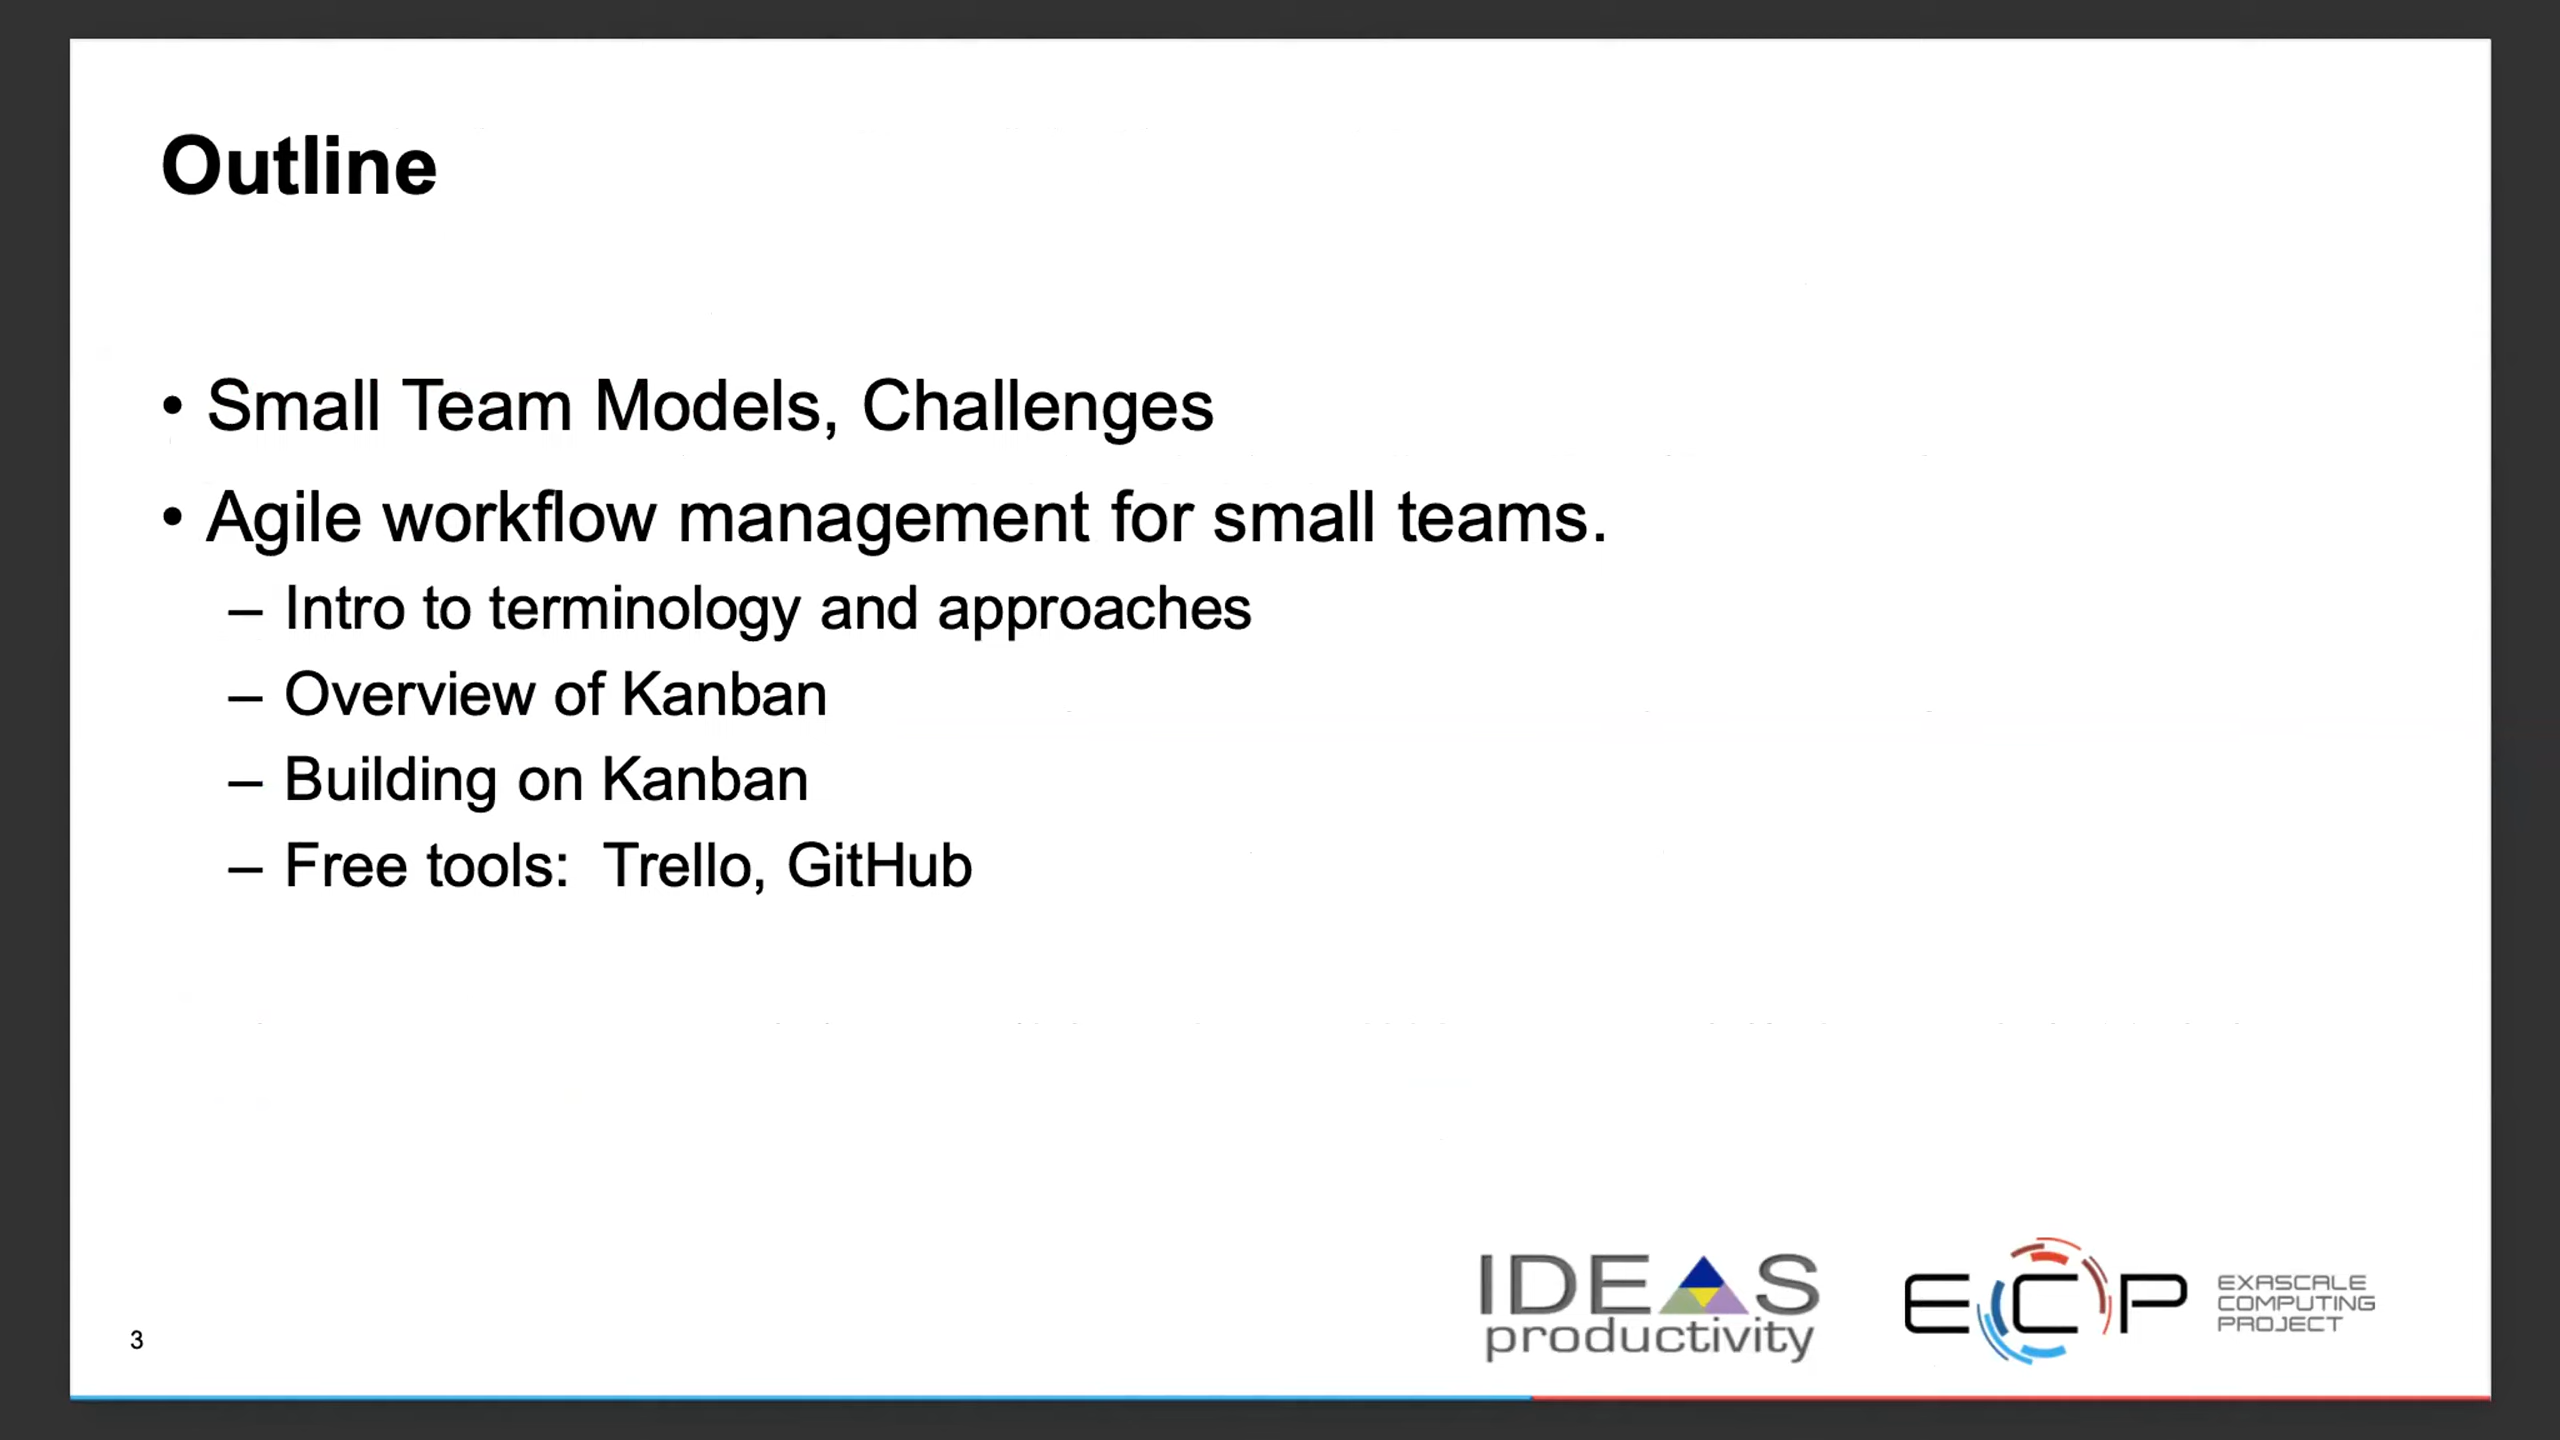 Outline
• Small Team Models, Challenges
• Agile workflow management for small teams.
– Intro to terminology and approaches
– Overview of Kanban
– Building on Kanban
– Free tools:  Trello, GitHub
3
IDEAS
productivity
ECP
EXASCALE
COMPUTING
PROJECT